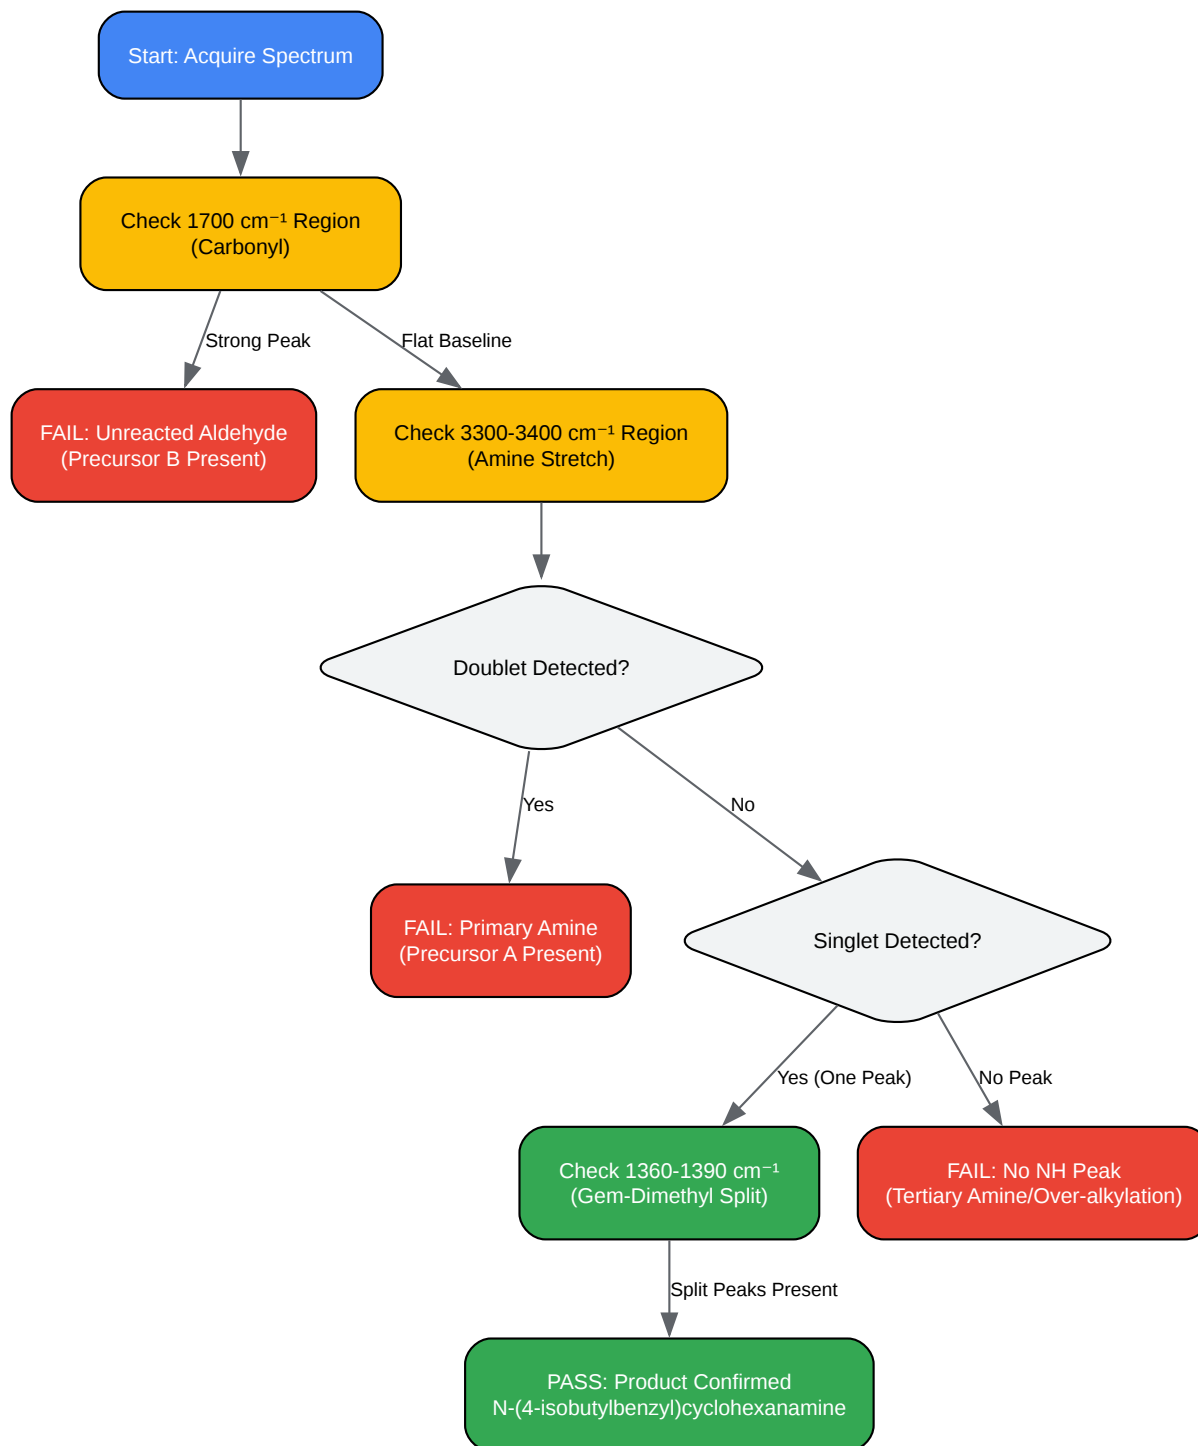 Start: Acquire Spectrum
Check 1700 cm⁻¹ Region
(Carbonyl)
Strong Peak
Flat Baseline
FAIL: Unreacted Aldehyde
(Precursor B Present)
Check 3300-3400 cm⁻¹ Region
(Amine Stretch)
Doublet Detected?
Yes
No
FAIL: Primary Amine
(Precursor A Present)
Singlet Detected?
Yes (One Peak)
No Peak
Check 1360-1390 cm⁻¹
(Gem-Dimethyl Split)
FAIL: No NH Peak
(Tertiary Amine/Over-alkylation)
Split Peaks Present
PASS: Product Confirmed
N-(4-isobutylbenzyl)cyclohexanamine